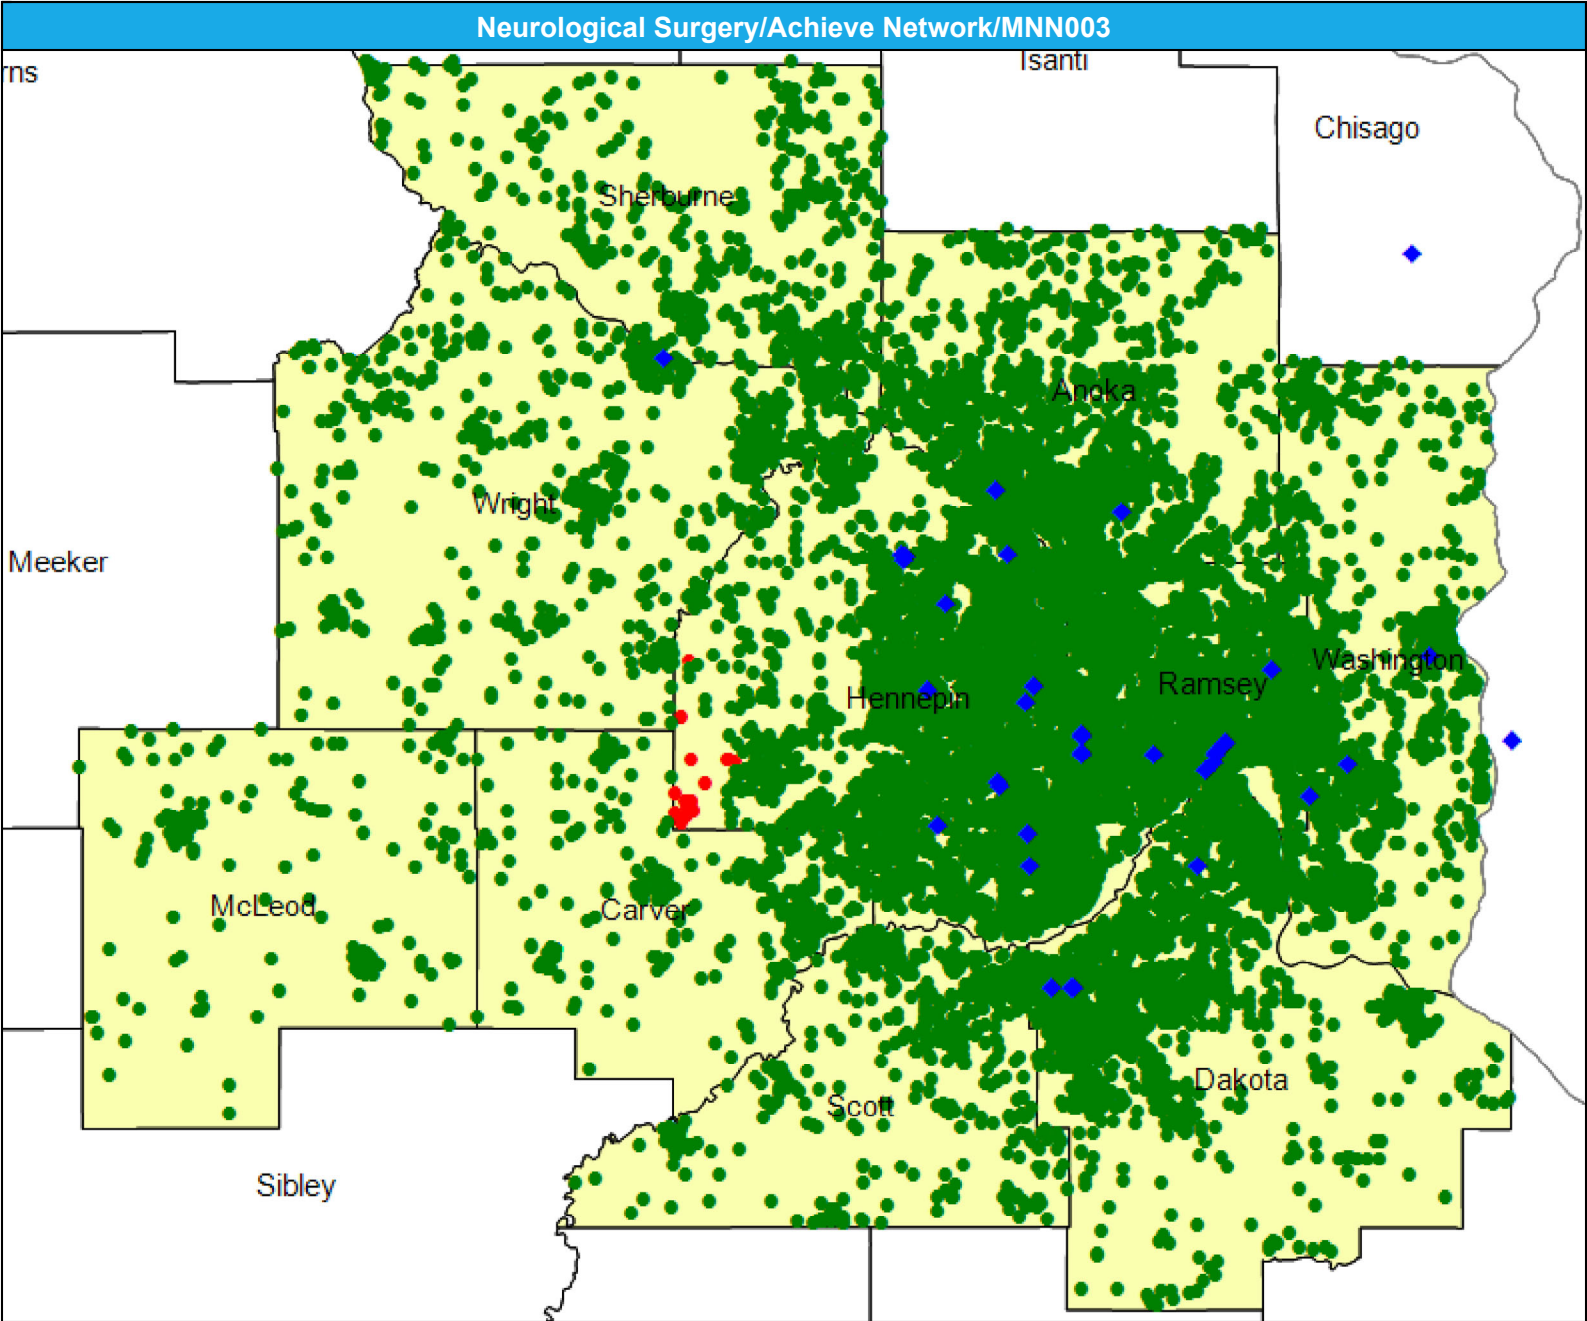 Neurological Surgery/Achieve Network/MNN003
rns
Isanti
Chisago
Sherburne
Anoka
Wright
Meeker
Washington
Ramsey
Hennepin
McLeod
Carver
Dakota
Scott
Sibley